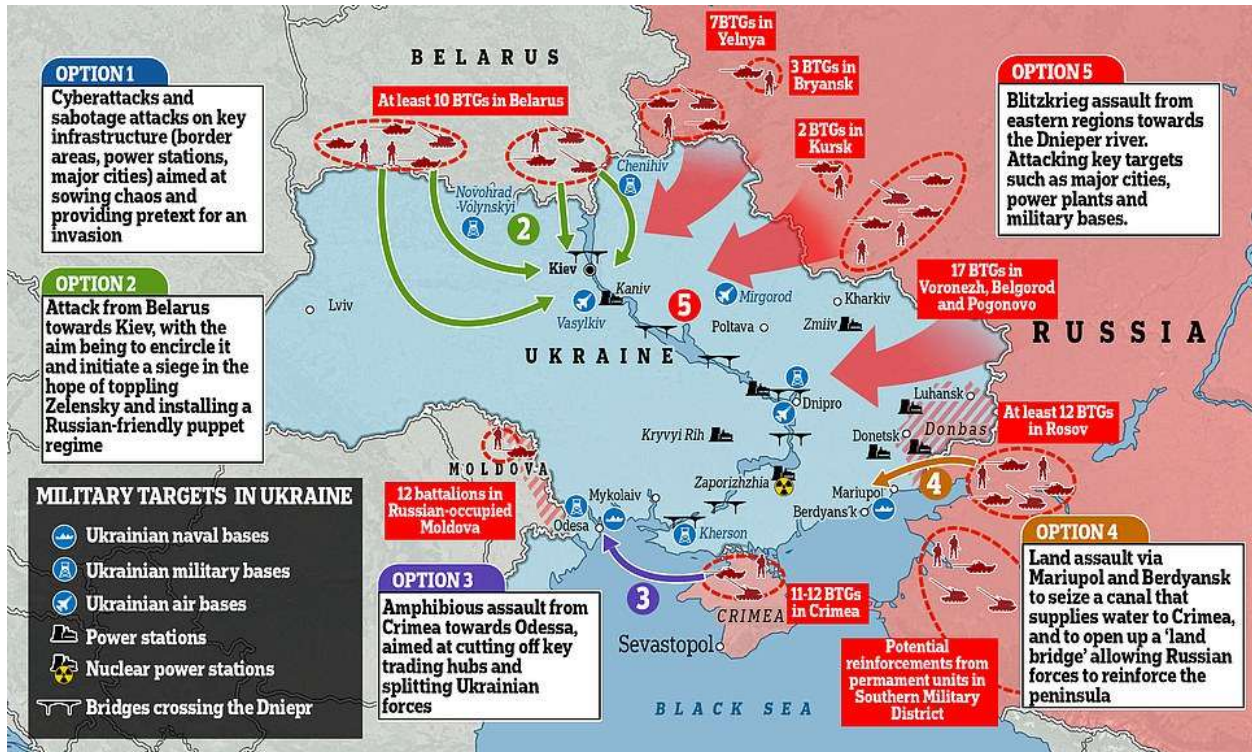 BELARUS
7BTGs in
Yelnya
3 BTGs in
Bryansk
2 BTGs in
Kursk
At least 10 BTGs in Belarus
OPTION 1
Cyberattacks and
sabotage attacks on key
infrastructure (border
areas, power stations,
major cities) aimed at
sowing chaos and
providing pretext for an
invasion
OPTION 2
Attack from Belarus
towards Kiev, with the
aim being to encircle it
and initiate a siege in the
hope of toppling
Zelensky and installing a
Russian-friendly puppet
regime
OPTION 5
Blitzkrieg assault from
eastern regions towards
the Dnieper river.
Attacking key targets
such as major cities,
power plants and
military bases.
Chenihiv
Novohrad
-Volynskyi
2
Kiev
Kaniv
Vasylkiv
Lviv
5
Mirgorod
Poltava
Kharkiv
Zmiiv
17 BTGs in
Voronezh, Belgorod
and Pogonovo
RUSSIA
UKRAINE
Dnipro
Luhansk
Donbas
Donetsk
At least 12 BTGs
in Rosov
Kryvyi Rih
Zaporizhzhia
MOLDOVA
12 battalions in
Russian-occupied
Moldova
Mykolaiv
Odesa
Kherson
Mariupol
Berdyans'k
4
MILITARY TARGETS IN UKRAINE
Ukrainian naval bases
Ukrainian military bases
Ukrainian air bases
Power stations
Nuclear power stations
Bridges crossing the Dniepr
OPTION 3
Amphibious assault from
Crimea towards Odessa,
aimed at cutting off key
trading hubs and
splitting Ukrainian
forces
3
CRIMEA
11-12 BTGs
in Crimea
Sevastopol
BLACK SEA
Potential
reinforcements from
permament units in
Southern Military
District
OPTION 4
Land assault via
Mariupol and Berdyansk
to seize a canal that
supplies water to Crimea,
and to open up a ‘land
bridge’ allowing Russian
forces to reinforce the
peninsula